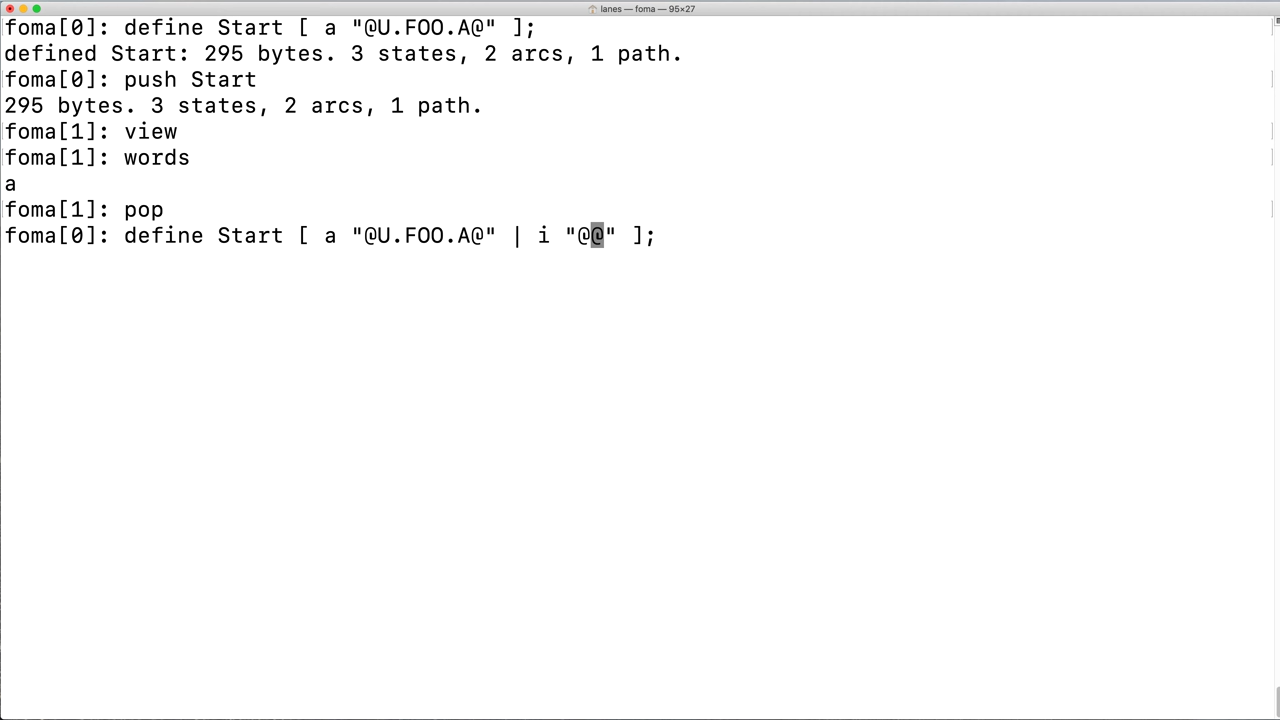 lanes — foma — 95×27
foma[0]: define Start [ a "@U.FOO.A@" ];
defined Start: 295 bytes. 3 states, 2 arcs, 1 path.
foma[0]: push Start
295 bytes. 3 states, 2 arcs, 1 path.
foma[1]: view
foma[1]: words
a
foma[1]: pop
foma[0]: define Start [ a "@U.FOO.A@" | i "@@" ];